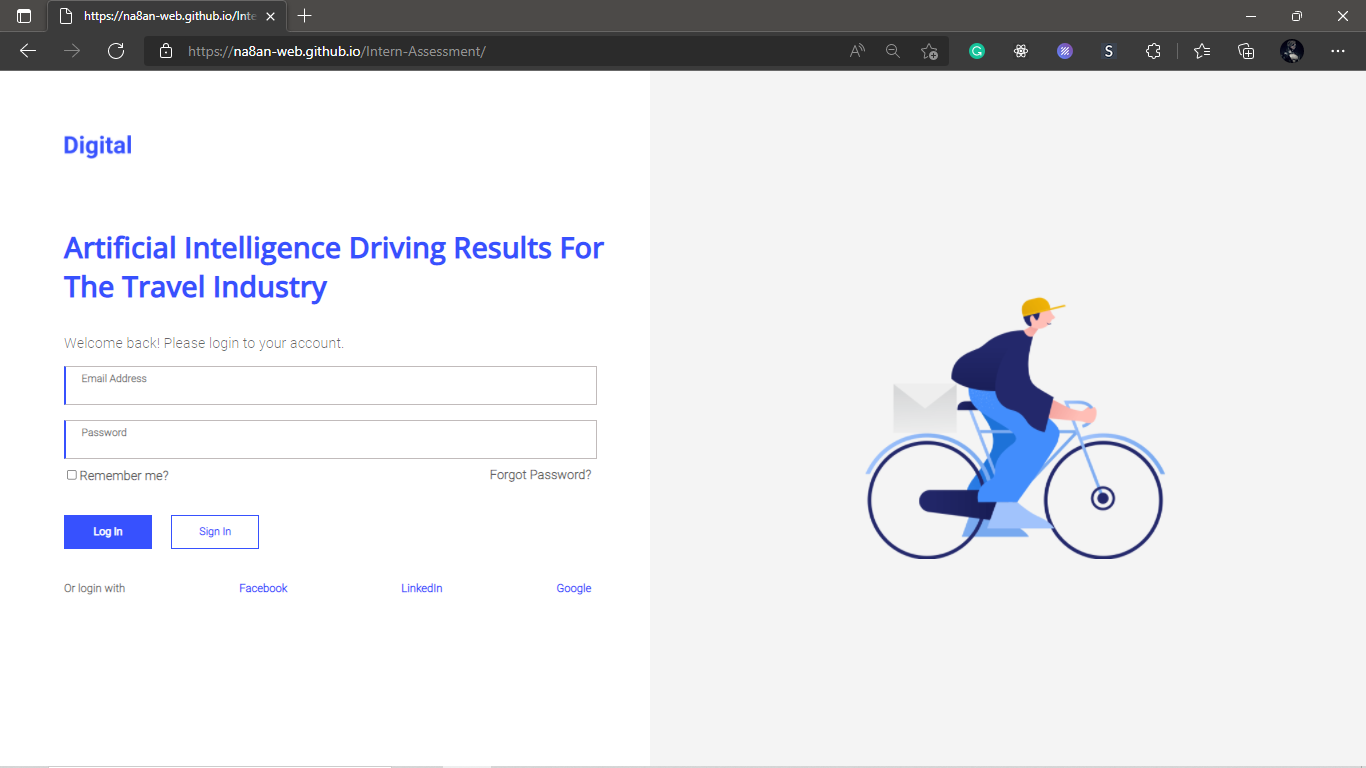 https://na8an-web.github.io/Inte
https://na8an-web.github.io/Intern-Assessment/
Digital
Artificial Intelligence Driving Results For
The Travel Industry
Welcome back! Please login to your account.
Email Address
Password
Remember me? Forgot Password?
Log In Sign In
Or login with Facebook LinkedIn Google